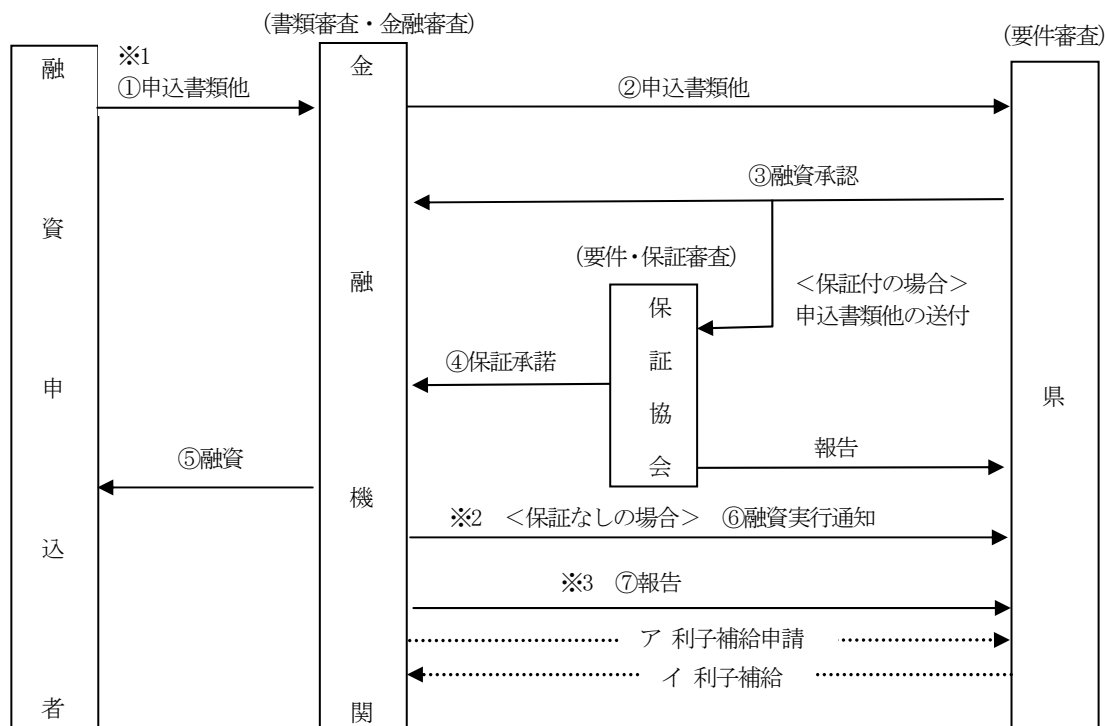 (書類審査・金融審査)
(要件審査)
融資申込者
※1
①申込書類他
金融機関
②申込書類他
県
③融資承認
(要件・保証審査)
<保証付の場合>
申込書類他の送付
保証協会
④保証承諾
報告
⑤融資
※2 <保証なしの場合> ⑥融資実行通知
※3 ⑦報告
ア 利子補給申請
イ 利子補給